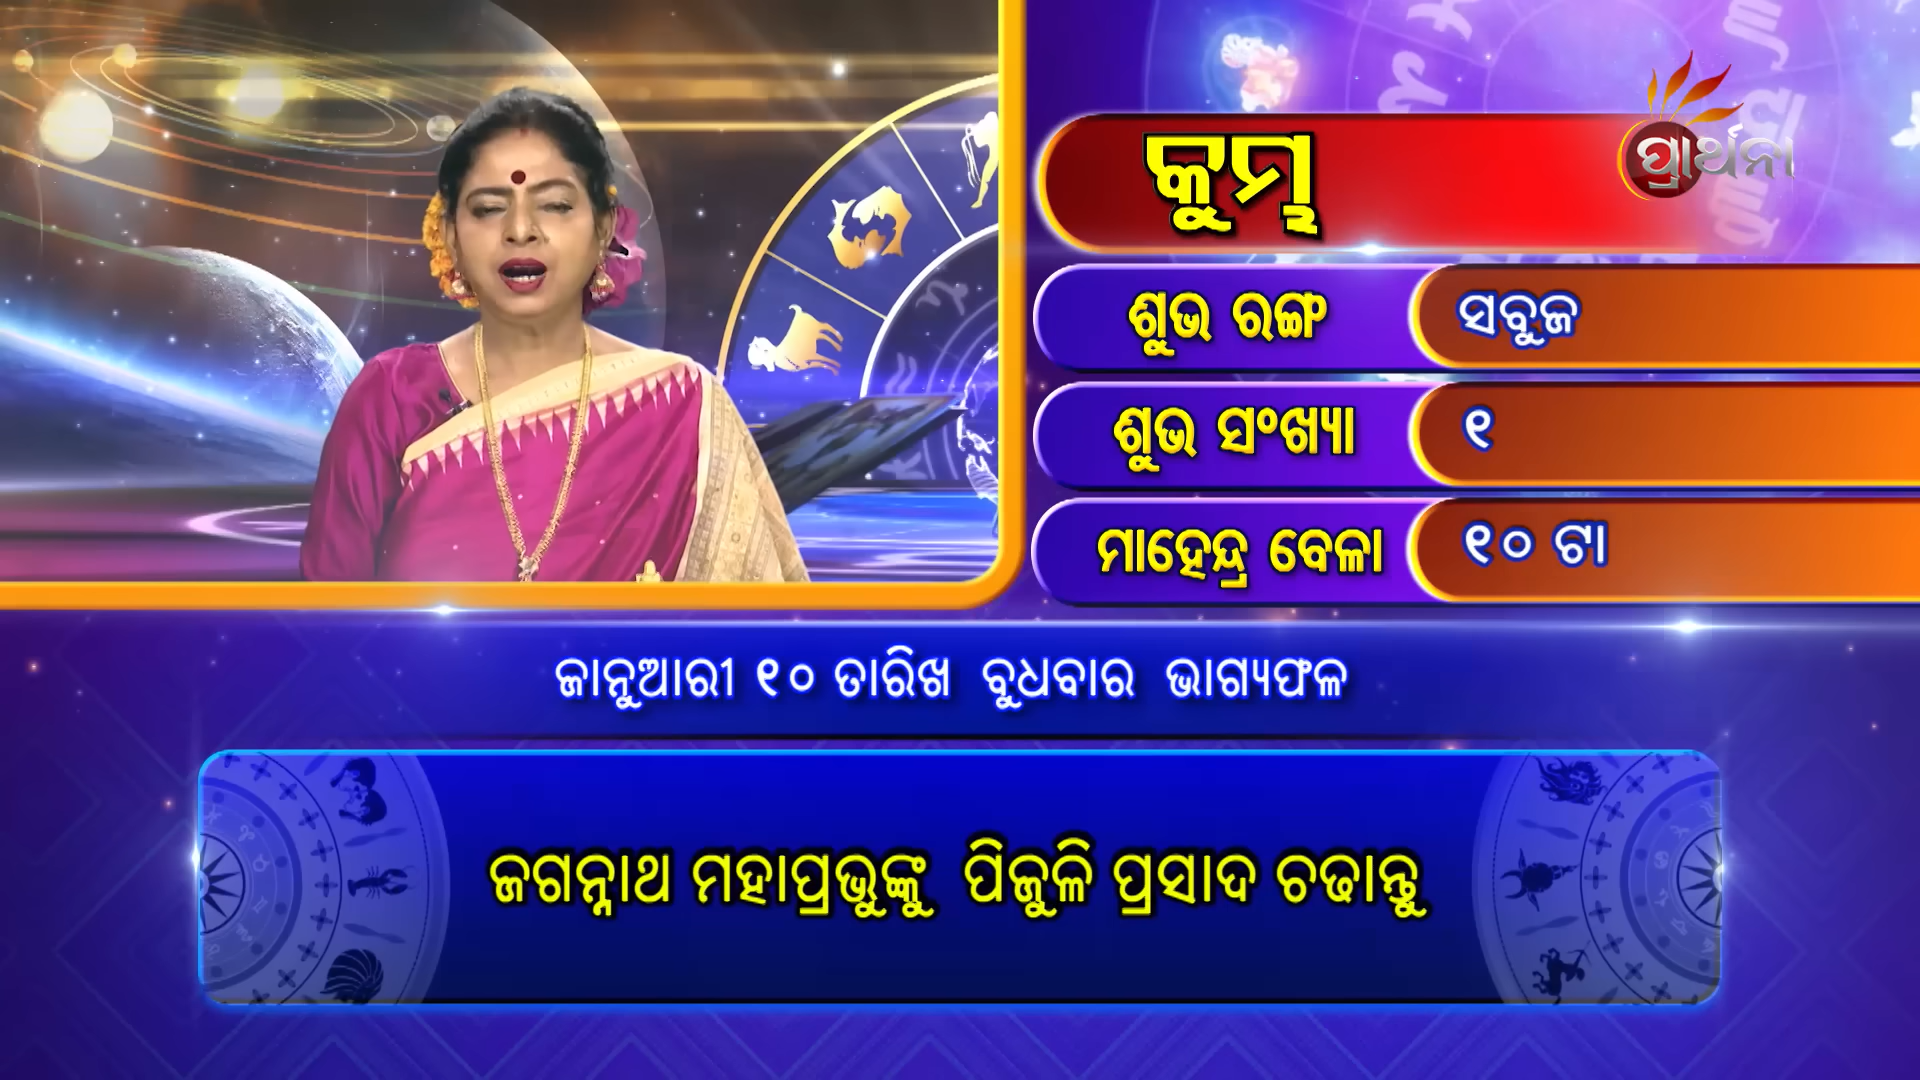 ପ୍ରାର୍ଥନା
କୁମ୍ଭ
ଶୁଭ ରଙ୍ଗ ସବୁଜ
ଶୁଭ ସଂଖ୍ୟା ୧
ମାହେନ୍ଦ୍ର ବେଳା ୧୦ ଟା
ଜାନୁଆରୀ ୧୦ ତାରିଖ ବୁଧବାର ଭାଗ୍ୟଫଳ
ଜଗନ୍ନାଥ ମହାପ୍ରଭୁଙ୍କୁ ପିଜୁଳି ପ୍ରସାଦ ଚଢାନ୍ତୁ